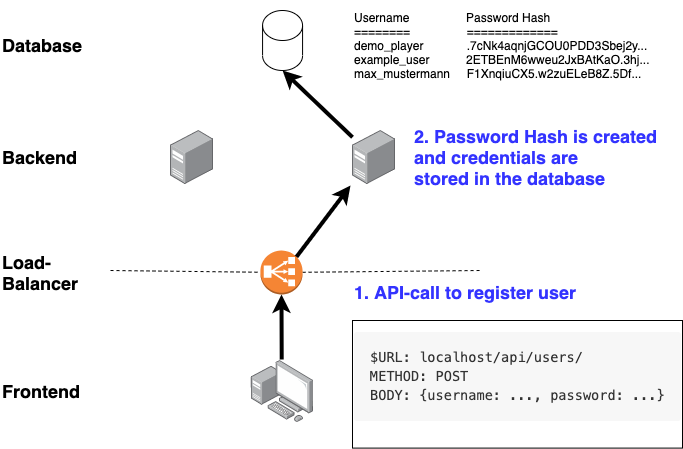 Username Password Hash
======== =============
Database
demo_player .7cNk4aqnjGCOU0PDD3Sbej2y...
example_user 2ETBEnM6wweu2JxBAtKaO.3hj...
max_mustermann F1XnqiuCX5.w2zuELeB8Z.5Df...
Backend
2. Password Hash is created
and credentials are
stored in the database
Load-
Balancer
1. API-call to register user
$URL: localhost/api/users/
METHOD: POST
BODY: {username: ..., password: ...}
Frontend